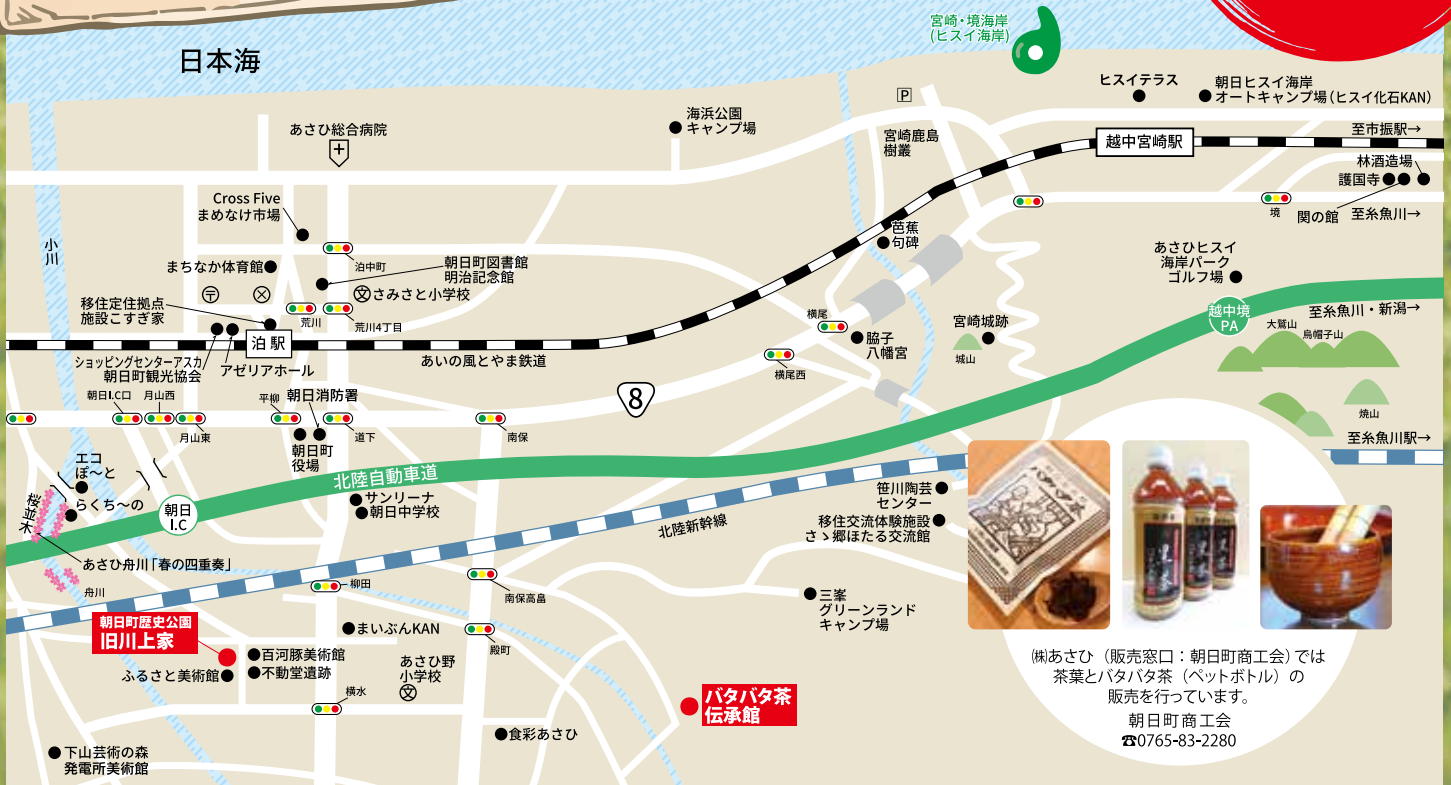 日本海
宮崎・境海岸
(ヒスイ海岸)
ヒスイテラス
朝日ヒスイ海岸
オートキャンプ場(ヒスイ化石KAN)
P
海浜公園
キャンプ場
あさひ総合病院
宮崎鹿島
樹叢
越中宮崎駅
至市振駅→
林酒造場
護国寺
関の館
境
至糸魚川→
Cross Five
まめなけ市場
小川
芭蕉
句碑
泊中町
朝日町図書館
明治記念館
まちなか体育館
さみさと小学校
文
移住定住拠点
施設こすぎ家
荒川
荒川4丁目
あさひヒスイ
海岸パーク
ゴルフ場
越中境
PA
至糸魚川・新潟→
大鷲山
烏帽子山
横尾
脇子
八幡宮
宮崎城跡
城山
泊駅
ショッピングセンターアスカ
朝日町観光協会
アゼリアホール
あいの風とやま鉄道
横尾西
朝日I.C口
月山西
月山東
平柳
朝日消防署
8
朝日町
役場
道下
南保
焼山
至糸魚川駅→
エコ
ぽ〜と
らくち〜の
桜並木
朝日
I.C
北陸自動車道
サンリーナ
朝日中学校
北陸新幹線
笹川陶芸
センター
移住交流体験施設
さゝ郷ほたる交流館
あさひ舟川「春の四重奏」
舟川
柳田
南保高畠
三峯
グリーンランド
キャンプ場
朝日町歴史公園
旧川上家
まいぶんKAN
殿町
百河豚美術館
ふるさと美術館
不動堂遺跡
あさひ野
小学校
文
横水
バタバタ茶
伝承館
食彩あさひ
下山芸術の森
発電所美術館
バタバタ茶
㈱あさひ(販売窓口:朝日町商工会)では
茶葉とバタバタ茶(ペットボトル)の
販売を行っています。
朝日町商工会
☎0765-83-2280